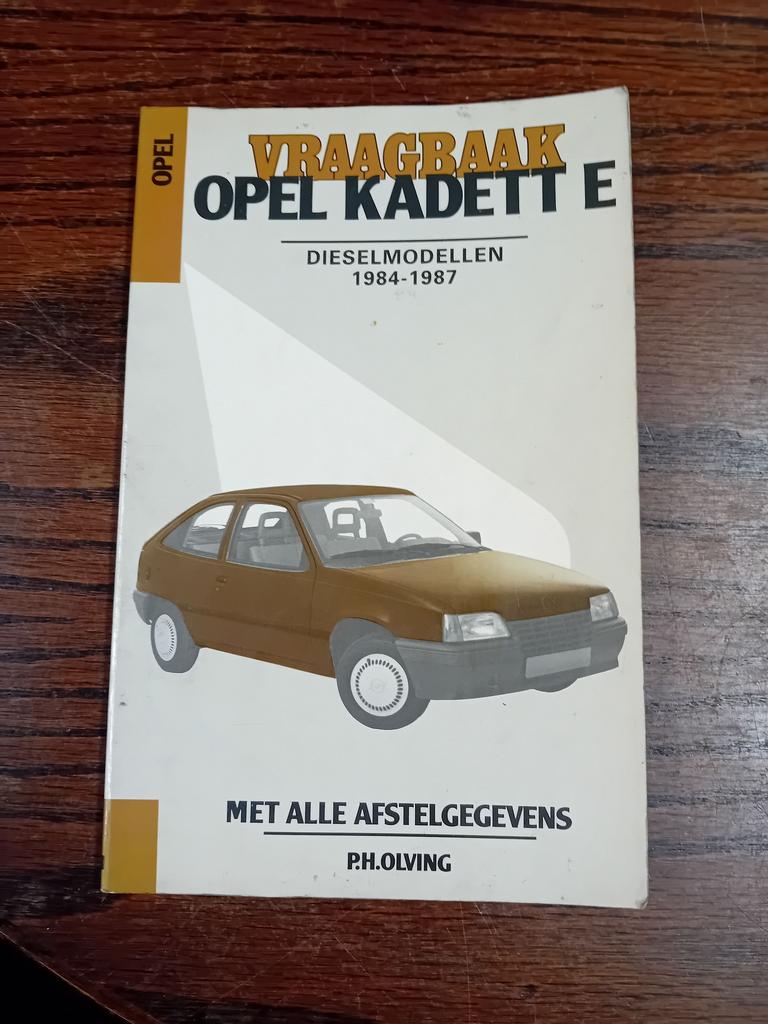 OPEL
VRAAGBAAK
OPEL KADETT E
DIESELMODELLEN
1984-1987
MET ALLE AFSTELGEGEVENS
P.H.OLVING